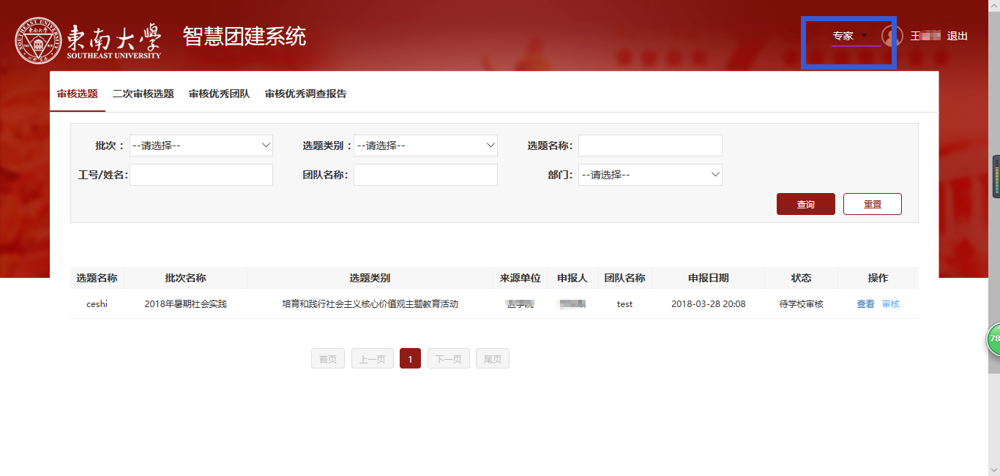 東南大學
SOUTHEAST UNIVERSITY
智慧团建系统
专家
王
退出
审核选题 二次审核选题 审核优秀团队 审核优秀调查报告
批次： --请选择-- 选题类别： --请选择-- 选题名称：
工号/姓名： 团队名称： 部门： --请选择--
查询 重置
选题名称 批次名称 选题类别 来源单位 申报人 团队名称 申报日期 状态 操作
ceshi 2018年暑期社会实践 培育和践行社会主义核心价值观主题教育活动 test 2018-03-28 20:08 待学校审核 查看 审核
首页 上一页 1 下一页 尾页
78